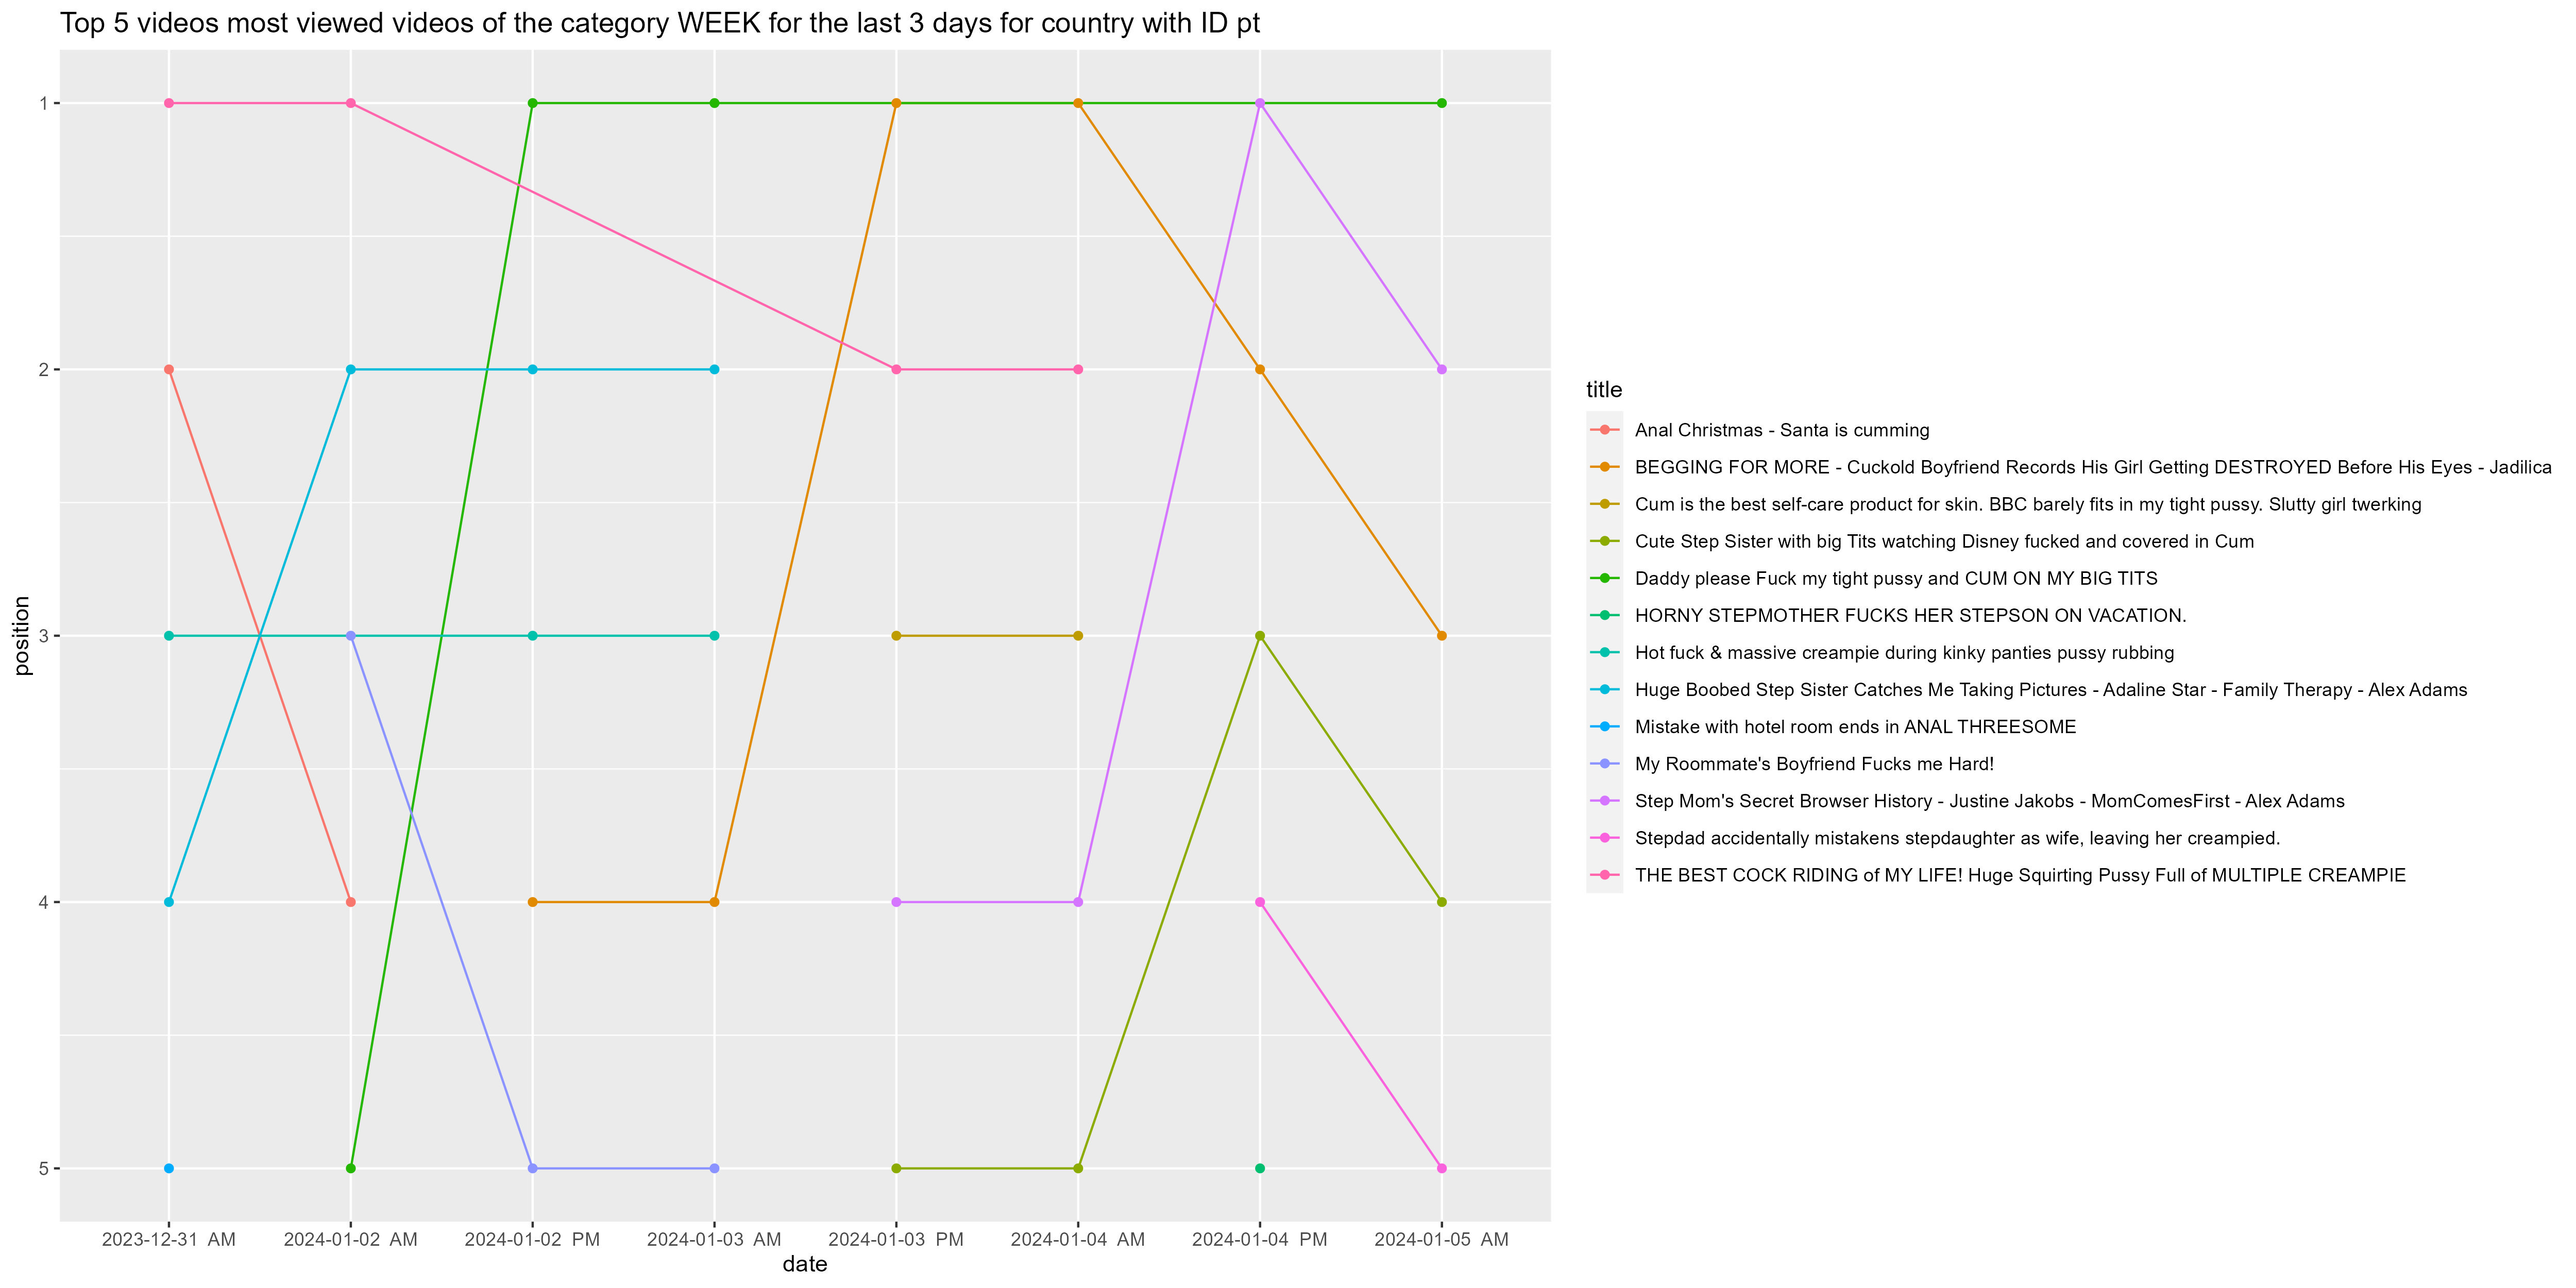 Top 5 videos most viewed videos of the category WEEK for the last 3 days for country with ID pt
1
2
3
4
5
position
2023-12-31 AM
2024-01-02 AM
2024-01-02 PM
2024-01-03 AM
2024-01-03 PM
2024-01-04 AM
2024-01-04 PM
2024-01-05 AM
date
title
Anal Christmas - Santa is cumming
BEGGING FOR MORE - Cuckold Boyfriend Records His Girl Getting DESTROYED Before His Eyes - Jadilica
Cum is the best self-care product for skin. BBC barely fits in my tight pussy. Slutty girl twerking
Cute Step Sister with big Tits watching Disney fucked and covered in Cum
Daddy please Fuck my tight pussy and CUM ON MY BIG TITS
HORNY STEPMOTHER FUCKS HER STEPSON ON VACATION.
Hot fuck & massive creampie during kinky panties pussy rubbing
Huge Boobed Step Sister Catches Me Taking Pictures - Adaline Star - Family Therapy - Alex Adams
Mistake with hotel room ends in ANAL THREESOME
My Roommate's Boyfriend Fucks me Hard!
Step Mom's Secret Browser History - Justine Jakobs - MomComesFirst - Alex Adams
Stepdad accidentally mistakens stepdaughter as wife, leaving her creampied.
THE BEST COCK RIDING of MY LIFE! Huge Squirting Pussy Full of MULTIPLE CREAMPIE